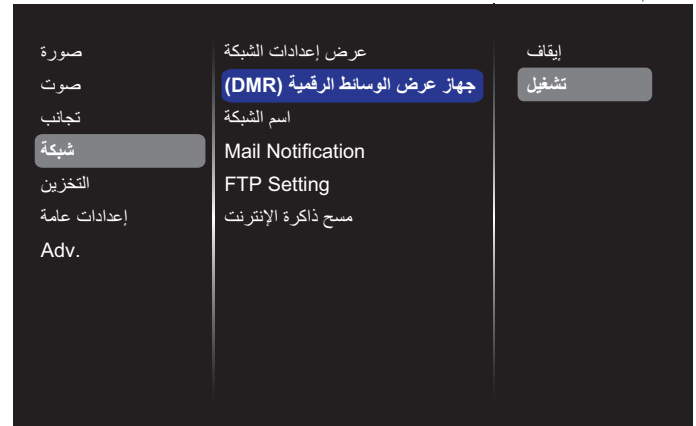 صورة
صوت
تجانب
شبكة
التخزين
إعدادات عامة
Adv.
عرض إعدادات الشبكة
جهاز عرض الوسائط الرقمية (DMR)
اسم الشبكة
Mail Notification
FTP Setting
مسح ذاكرة الإنترنت
إيقاف
تشغيل